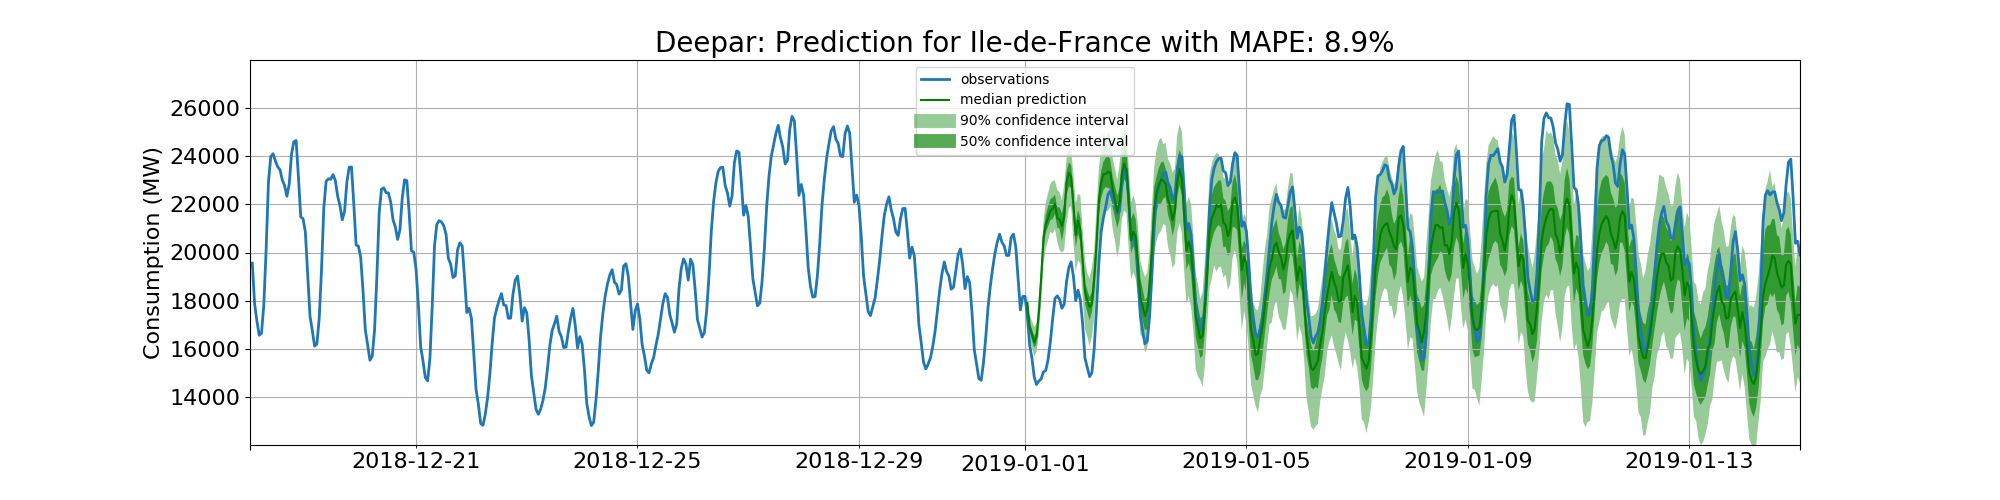 Deepar: Prediction for Ile-de-France with MAPE: 8.9%
observations
median prediction
90% confidence interval
50% confidence interval
Consumption (MW)
26000
24000
22000
20000
18000
16000
14000
2018-12-21
2018-12-25
2018-12-29
2019-01-01
2019-01-05
2019-01-09
2019-01-13